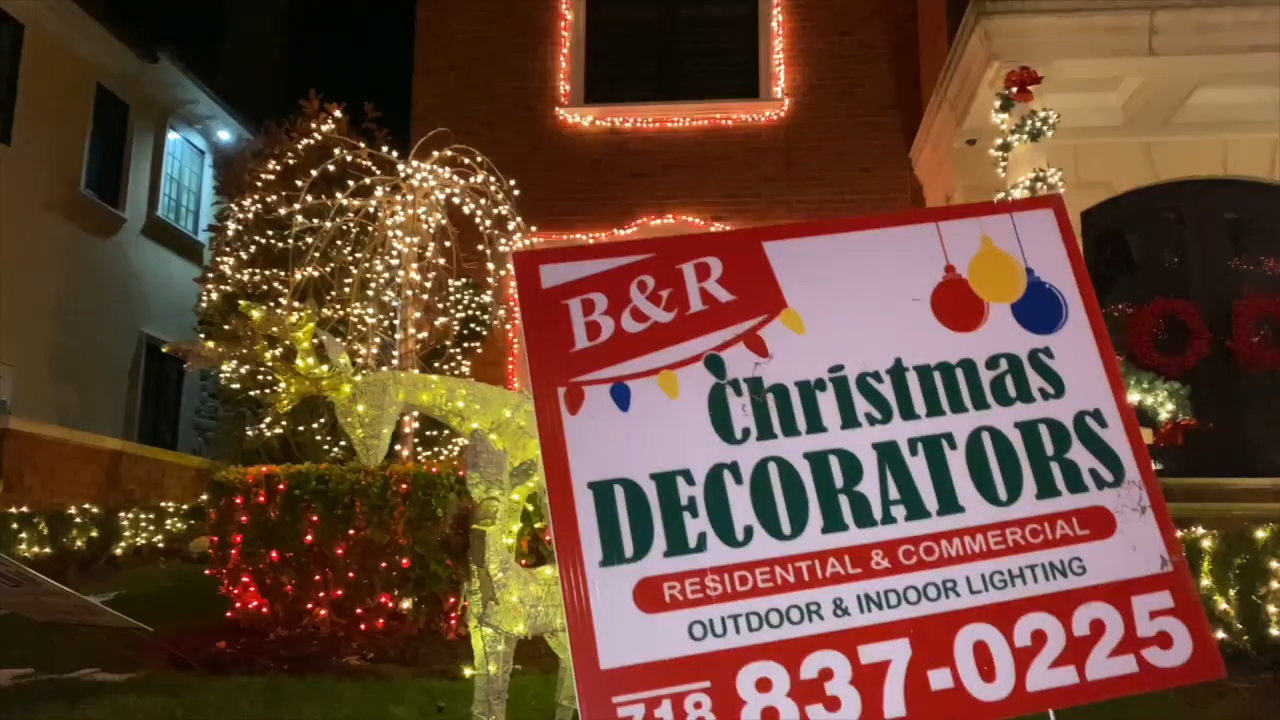 B&R
Christmas
DECORATORS
RESIDENTIAL & COMMERCIAL
OUTDOOR & INDOOR LIGHTING
718 837-0225